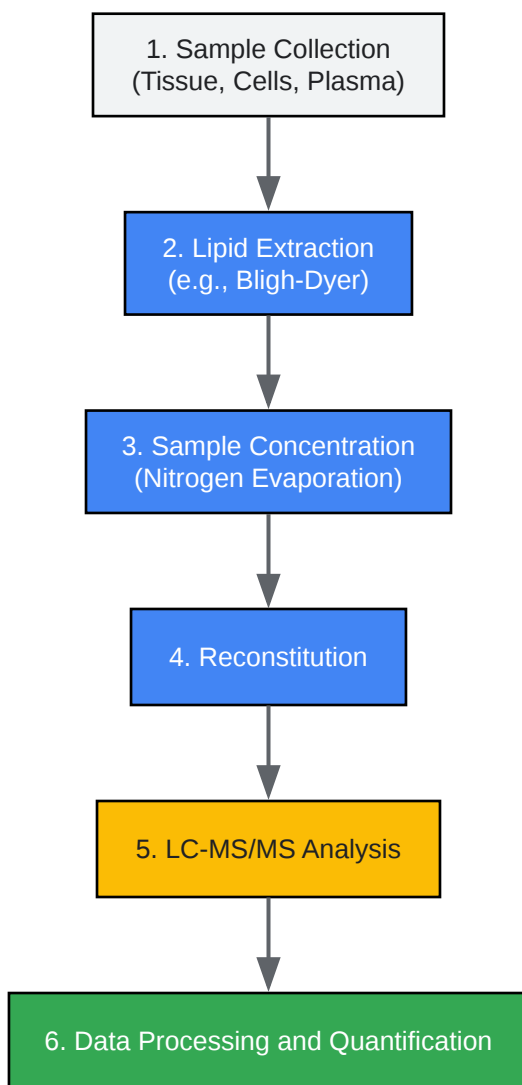 1. Sample Collection
(Tissue, Cells, Plasma)
2. Lipid Extraction
(e.g., Bligh-Dyer)
3. Sample Concentration
(Nitrogen Evaporation)
4. Reconstitution
5. LC-MS/MS Analysis
6. Data Processing and Quantification